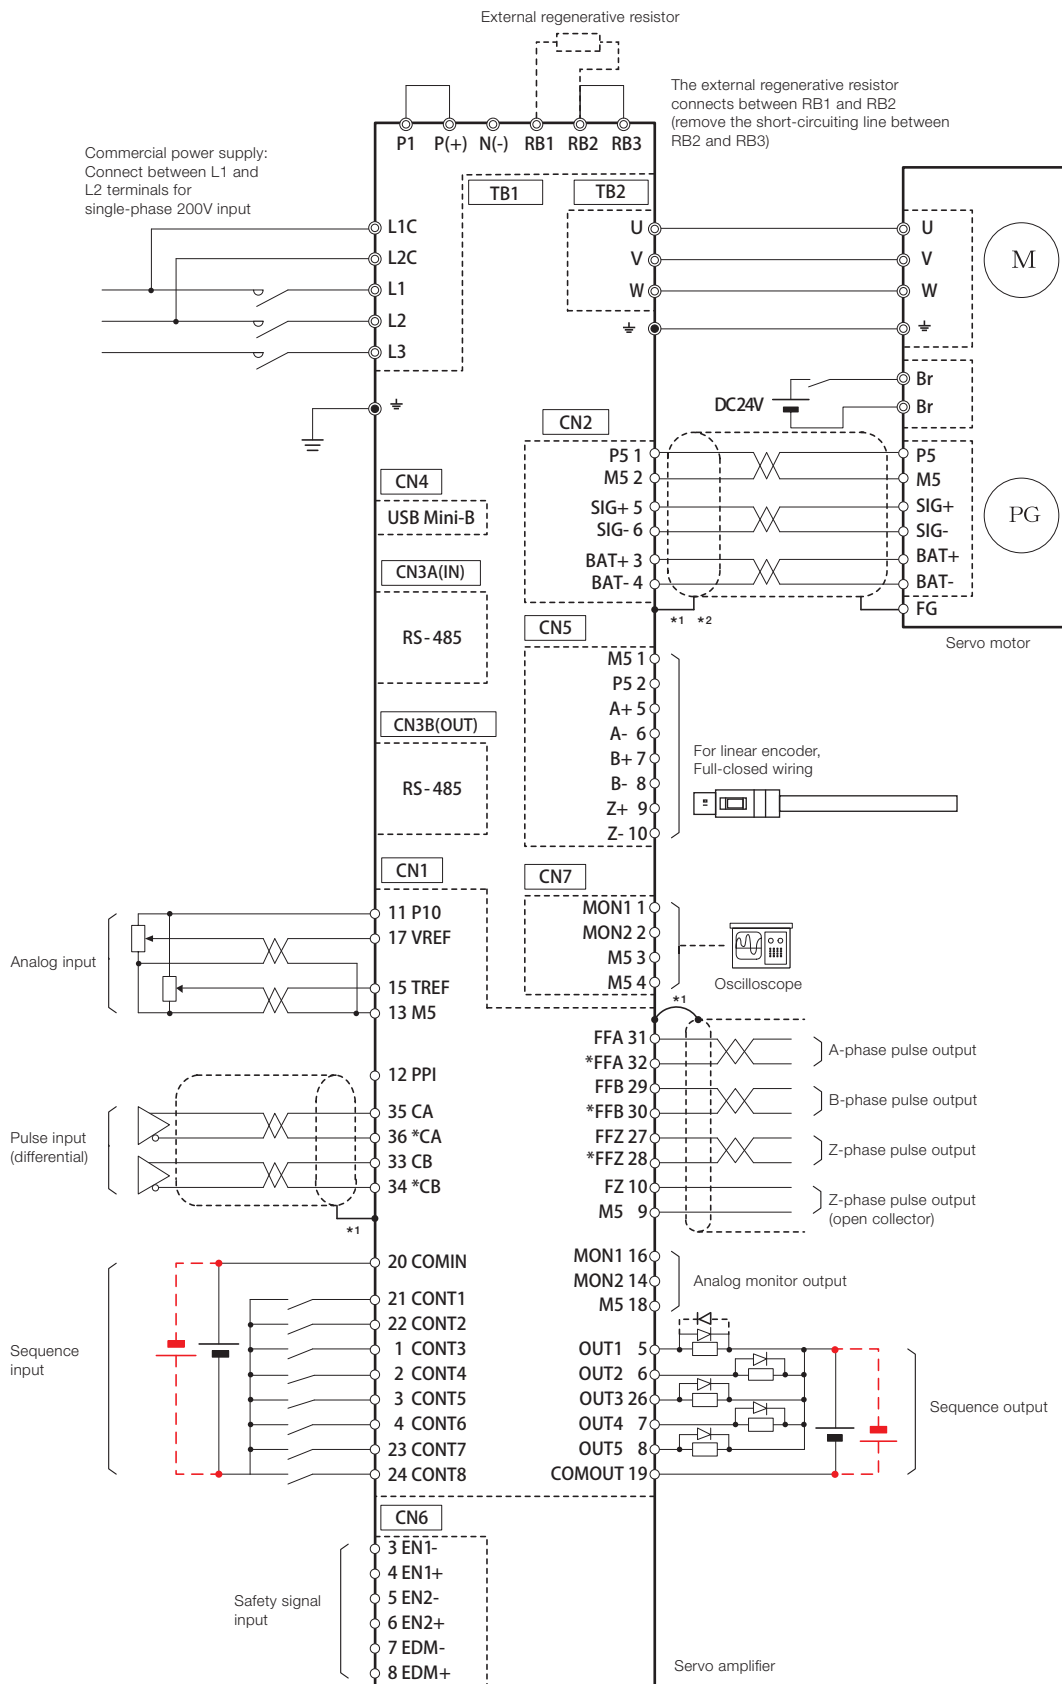 External regenerative resistor
The external regenerative resistor
connects between RB1 and RB2
(remove the short-circuiting line between
RB2 and RB3)
P1 P(+) N(-) RB1 RB2 RB3
Commercial power supply:
Connect between L1 and
L2 terminals for
single-phase 200V input
TB1
TB2
L1C
L2C
L1
L2
L3
U
V
W
U
V
W
M
Br
Br
DC24V
CN2
P5 1
M5 2
SIG+ 5
SIG- 6
BAT+ 3
BAT- 4
P5
M5
SIG+
SIG-
BAT+
BAT-
FG
PG
*1 *2
Servo motor
CN4
USB Mini-B
CN3A(IN)
RS-485
CN3B(OUT)
RS-485
CN5
M5 1
P5 2
A+ 5
A- 6
B+ 7
B- 8
Z+ 9
Z- 10
For linear encoder,
Full-closed wiring
CN1
Analog input
11 P10
17 VREF
15 TREF
13 M5
CN7
MON1 1
MON2 2
M5 3
M5 4
Oscilloscope
*1
12 PPI
Pulse input
(differential)
35 CA
36 *CA
33 CB
34 *CB
*1
FFA 31
*FFA 32
FFB 29
*FFB 30
FFZ 27
*FFZ 28
FZ 10
M5 9
A-phase pulse output
B-phase pulse output
Z-phase pulse output
Z-phase pulse output
(open collector)
MON1 16
MON2 14
M5 18
Analog monitor output
Sequence
input
20 COMIN
21 CONT1
22 CONT2
1 CONT3
2 CONT4
3 CONT5
4 CONT6
23 CONT7
24 CONT8
OUT1 5
OUT2 6
OUT3 26
OUT4 7
OUT5 8
COMOUT 19
Sequence output
CN6
Safety signal
input
3 EN1-
4 EN1+
5 EN2-
6 EN2+
7 EDM-
8 EDM+
Servo amplifier